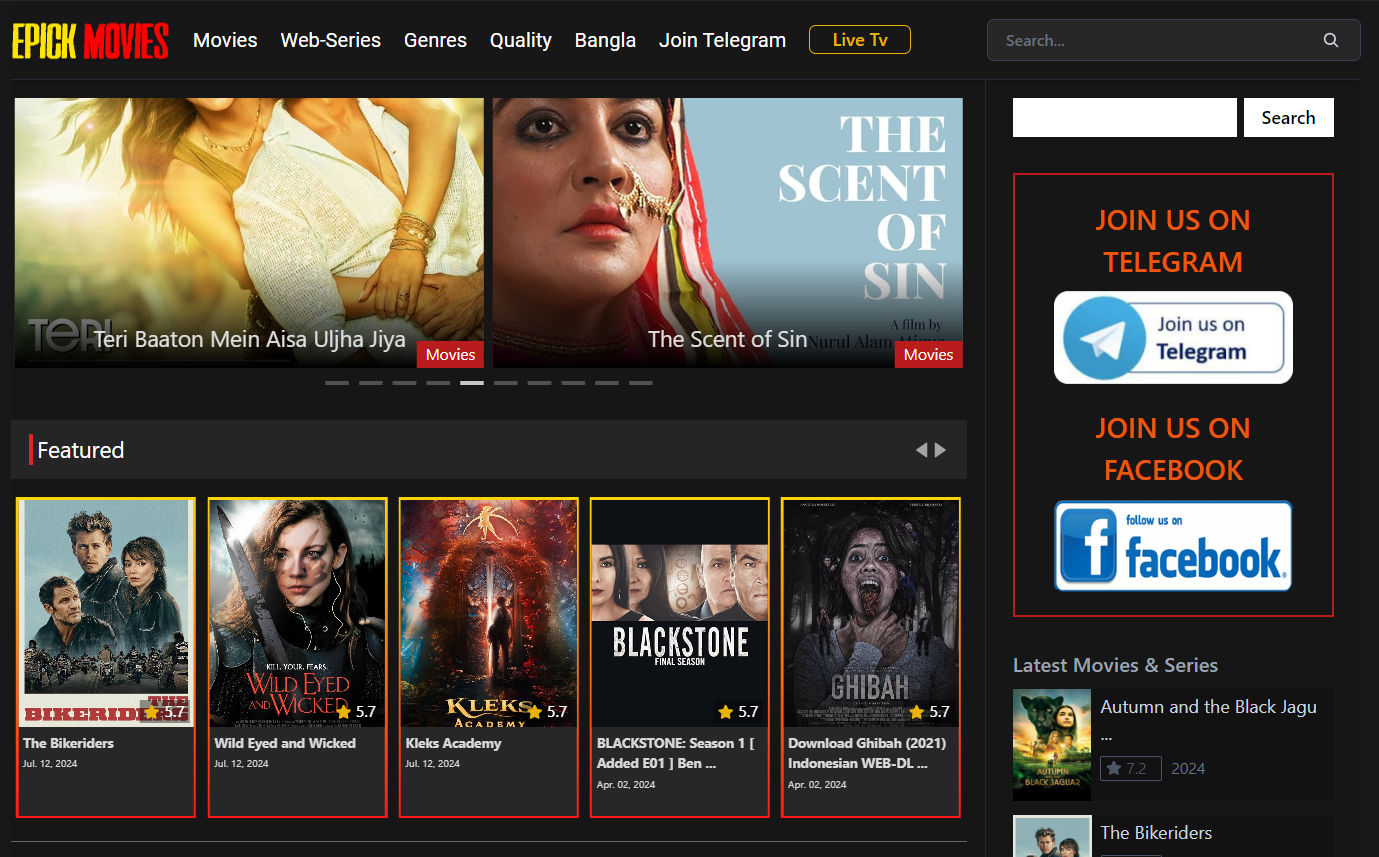 EPICK MOVIES
Movies
Web-Series
Genres
Quality
Bangla
Join Telegram
Live Tv
Search...
TERI
Teri Baaton Mein Aisa Uljha Jiya
Movies
THE
SCENT
OF
SIN
A film by
The Scent of Sin
Movies
Search
JOIN US ON
TELEGRAM
Join us on
Telegram
JOIN US ON
FACEBOOK
follow us on
facebook.
Featured
THE
BIKERIDERS
5.7
The Bikeriders
Jul. 12, 2024
KILL YOUR FEARS.
WILD EYED
AND WICKED
5.7
Wild Eyed and Wicked
Jul. 12, 2024
KLEKS
ACADEMY
5.7
Kleks Academy
Jul. 12, 2024
BLACKSTONE
FINAL SEASON
5.7
BLACKSTONE: Season 1 [
Added E01 ] Ben ...
Apr. 02, 2024
GHIBAH
5.7
Download Ghibah (2021)
Indonesian WEB-DL ...
Apr. 02, 2024
Latest Movies & Series
AUTUMN
BLACK JAGUAR
Autumn and the Black Jagu
...
7.2
2024
The Bikeriders